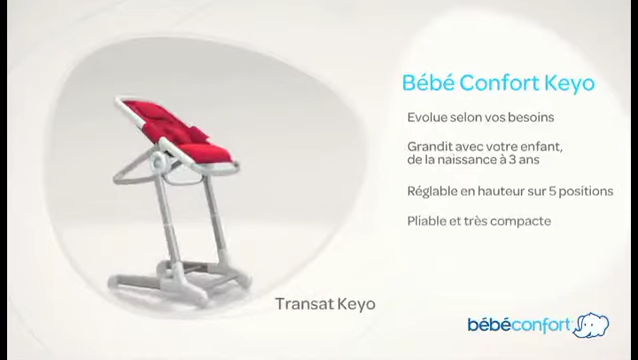 Bébé Confort Keyo
Evolue selon vos besoins
Grandit avec votre enfant,
de la naissance à 3 ans
Réglable en hauteur sur 5 positions
Pliable et très compacte
Transat Keyo
bébéconfort